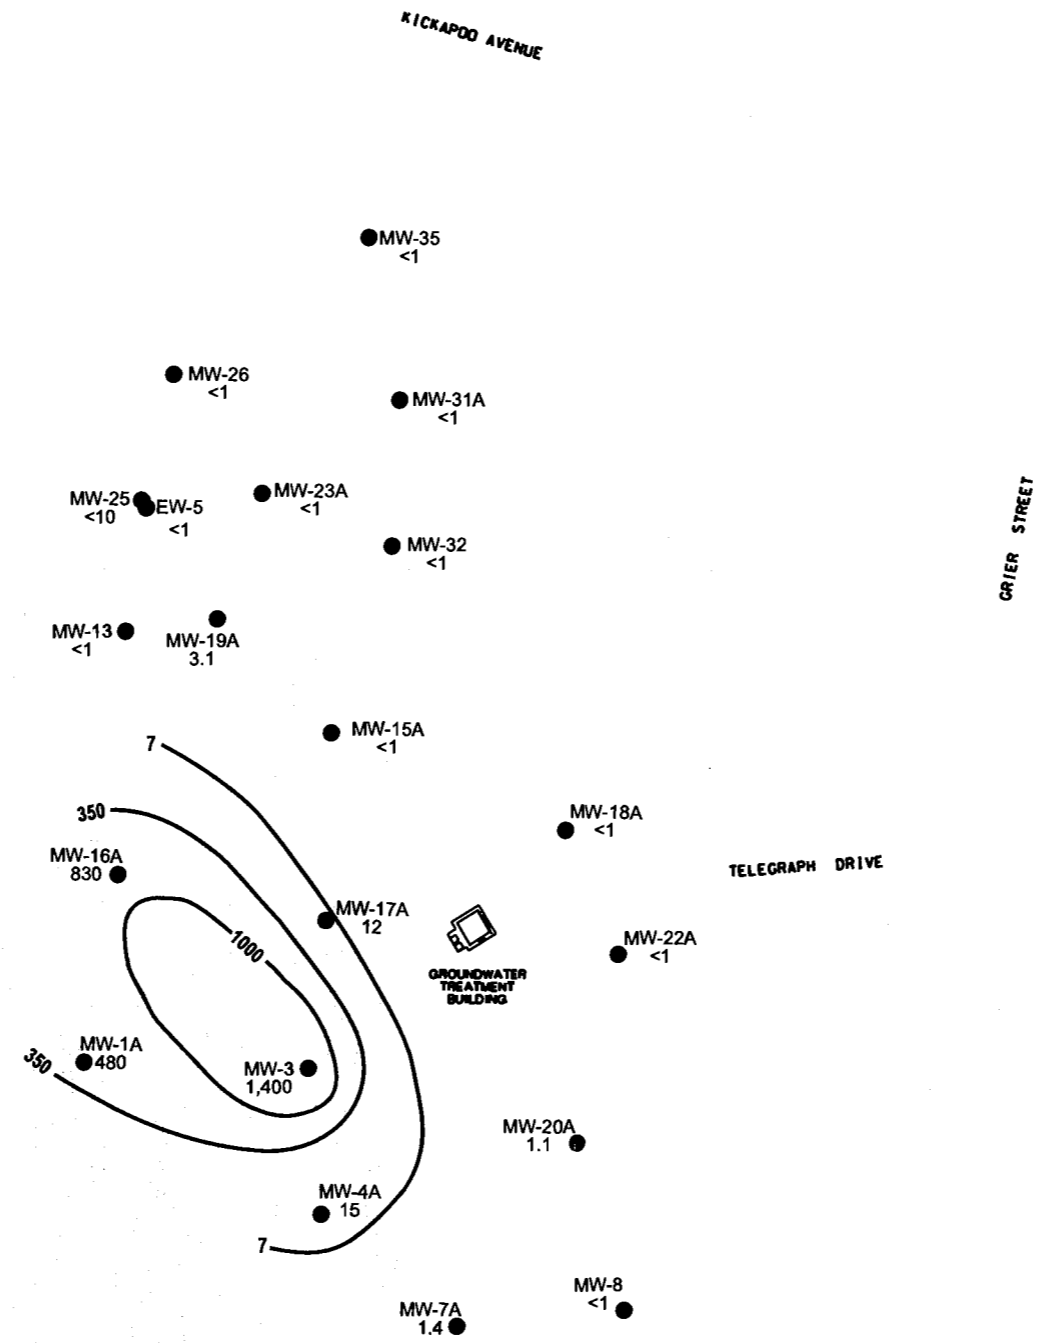 KICKAPOO AVENUE
MW-35
<1
MW-26
<1
MW-31A
<1
MW-25
<10
EW-5
<1
MW-23A
<1
MW-32
<1
GRIER STREET
MW-13
<1
MW-19A
3.1
MW-15A
<1
7
350
MW-18A
<1
MW-16A
830
TELEGRAPH DRIVE
MW-17A
12
1000
MW-22A
<1
GROUNDWATER
TREATMENT
BUILDING
MW-1A
480
350
MW-3
1,400
MW-20A
1.1
MW-4A
15
7
MW-8
<1
MW-7A
1.4